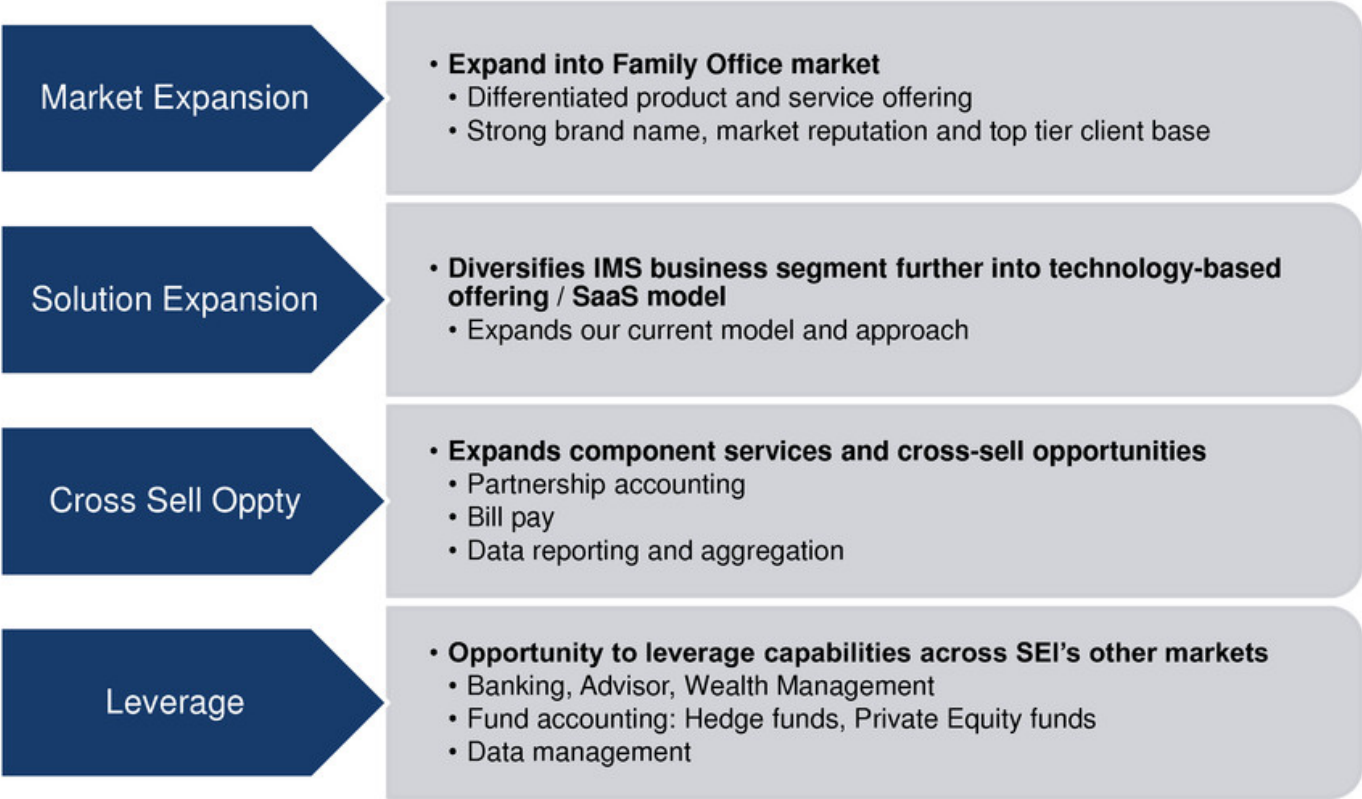 Market Expansion
• Expand into Family Office market
• Differentiated product and service offering
• Strong brand name, market reputation and top tier client base
Solution Expansion
• Diversifies IMS business segment further into technology-based
offering / SaaS model
• Expands our current model and approach
Cross Sell Oppty
• Expands component services and cross-sell opportunities
• Partnership accounting
• Bill pay
• Data reporting and aggregation
Leverage
• Opportunity to leverage capabilities across SEI's other markets
• Banking, Advisor, Wealth Management
• Fund accounting: Hedge funds, Private Equity funds
• Data management